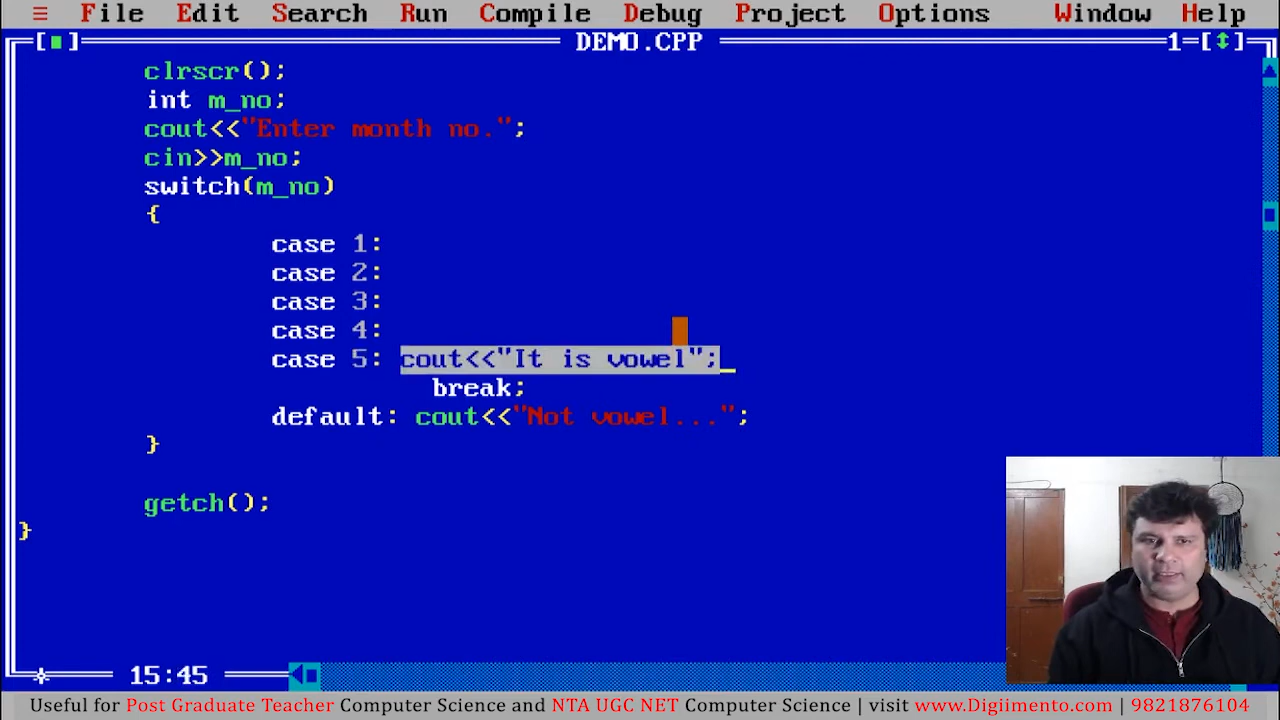 ≡ File Edit Search Run Compile Debug Project Options Window Help
[■] DEMO.CPP 1=[↕]
clrscr();
int m_no;
cout<<"Enter month no.";
cin>>m_no;
switch(m_no)
{
case 1:
case 2:
case 3:
case 4:
case 5: cout<<"It is vowel";
break;
default: cout<<"Not vowel...";
}
getch();
}
15:45
Useful for Post Graduate Teacher Computer Science and NTA UGC NET Computer Science | visit www.Digiimento.com | 9821876104